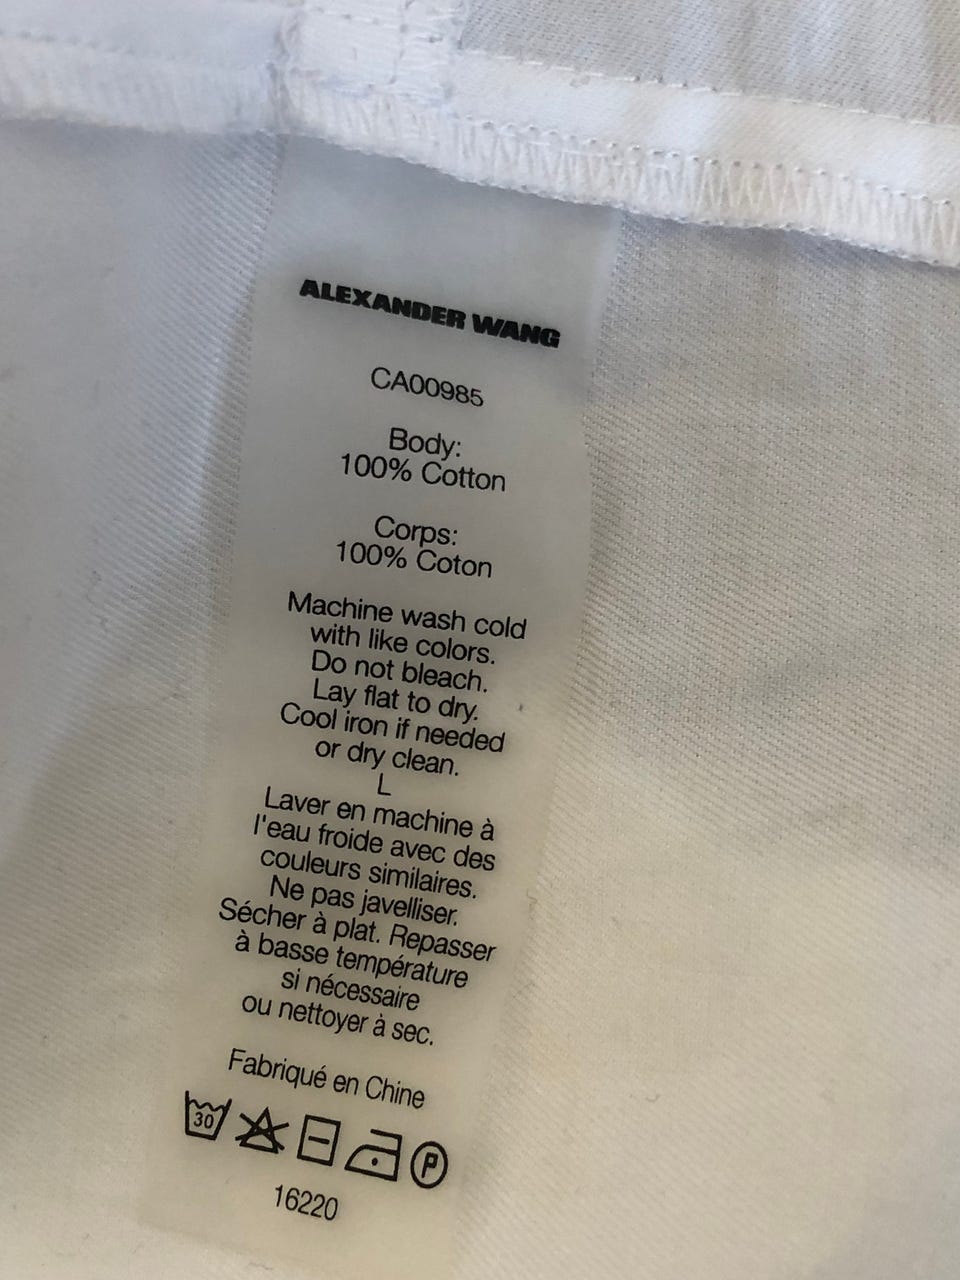 ALEXANDER WANG
CA00985
Body:
100% Cotton
Corps:
100% Coton
Machine wash cold
with like colors.
Do not bleach.
Lay flat to dry.
Cool iron if needed
or dry clean.
L
Laver en machine à
l'eau froide avec des
couleurs similaires.
Ne pas javelliser.
Sécher à plat. Repasser
à basse température
si nécessaire
ou nettoyer à sec.
Fabriqué en Chine
30 P
16220